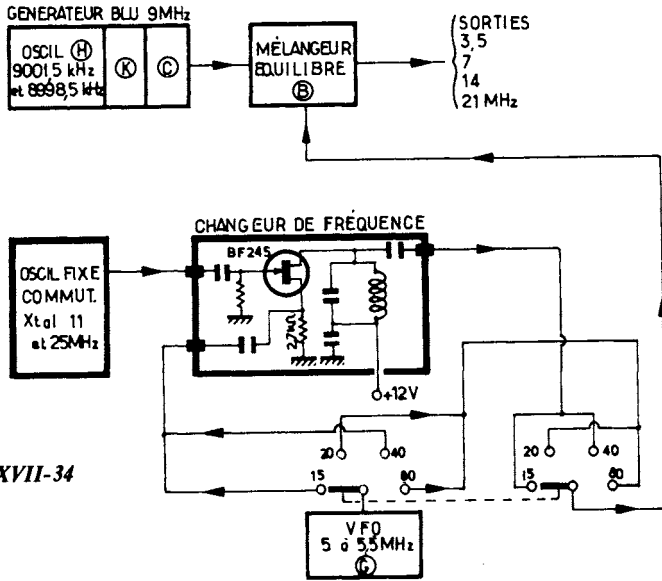 GENERATEUR BLU 9MHz
OSCIL (H)
9001,5 kHz
et 8998,5 kHz
(K)
(C)
MÉLANGEUR
EQUILIBRE
(B)
SORTIES
3,5
7
14
21 MHz
CHANGEUR DE FRÉQUENCE
BF245
OSCIL FIXE
COMMUT.
Xtal 11
et 25MHz
2,7kΩ
+12V
20
40
15
80
20
40
15
80
XVII-34
VFO
5 à 5,5MHz
(G)